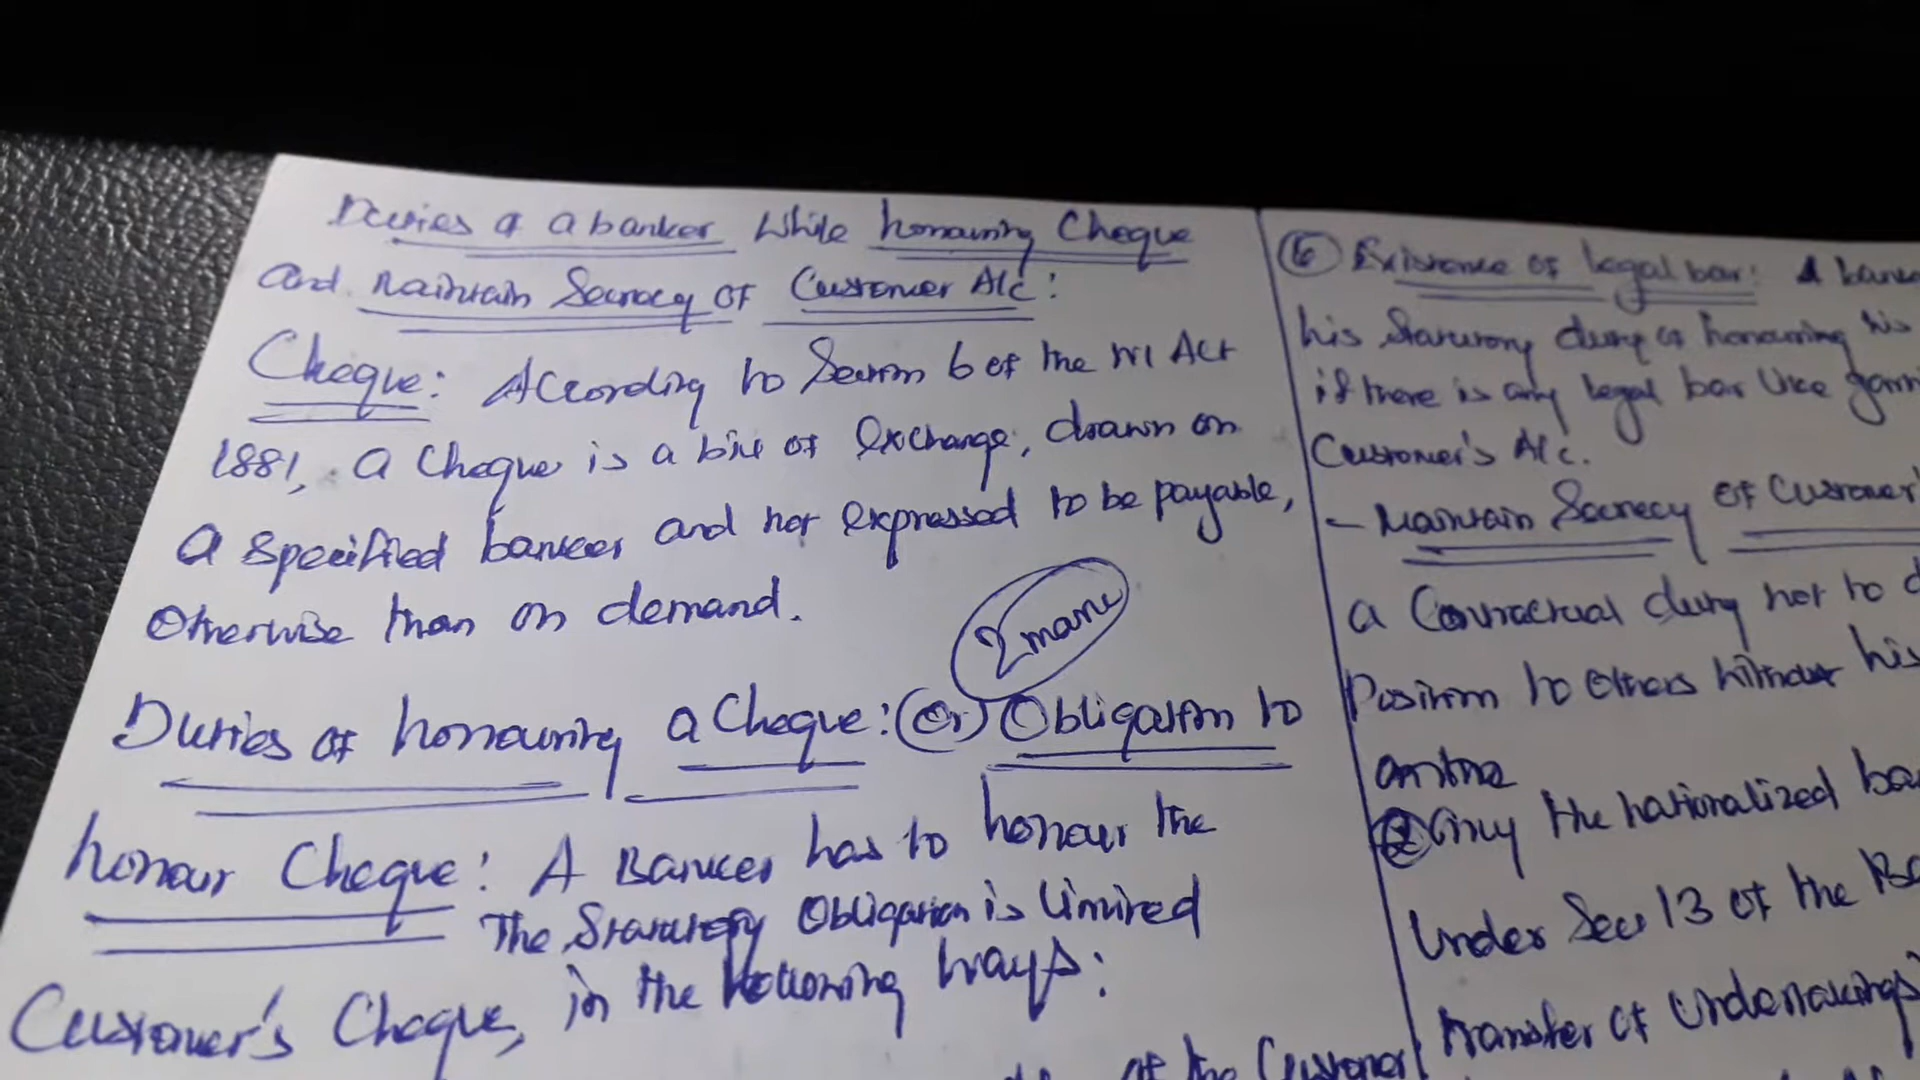 Duties of a banker While honouring Cheque
and Maintain Secrecy of Customer A/c:
Cheque: According to Section 6 of the NI Act
1881, a Cheque is a bill of exchange, drawn on
a specified banker and not expressed to be payable,
Otherwise than on demand.
2 mark
Duties of honouring a Cheque: (Or) Obligation to
honour Cheque: A Banker has to honour the
The Statutory Obligation is limited
Customer's Cheque, in the following ways:
of the Customer
6 Existence of legal bar: A
his Statutory duty of honouring his
if there is any legal bar like
Customer's A/c.
- Maintain Secrecy of Customer's
a Contractual duty not to
Position to Others without his
Under Sec 13 of the
transfer of Undertakings
the nationalized